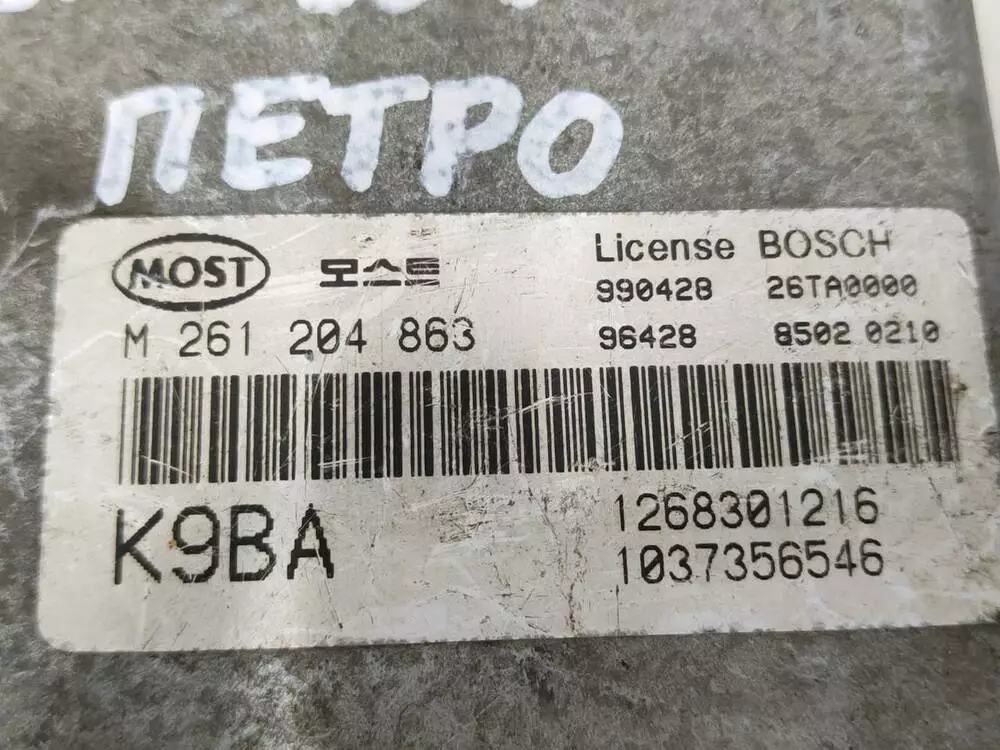 ПЕТРО
MOST 모스트 License BOSCH
990428 26TA0000
M 261 204 863 96428 8502 0210
K9BA 1268301216
1037356546